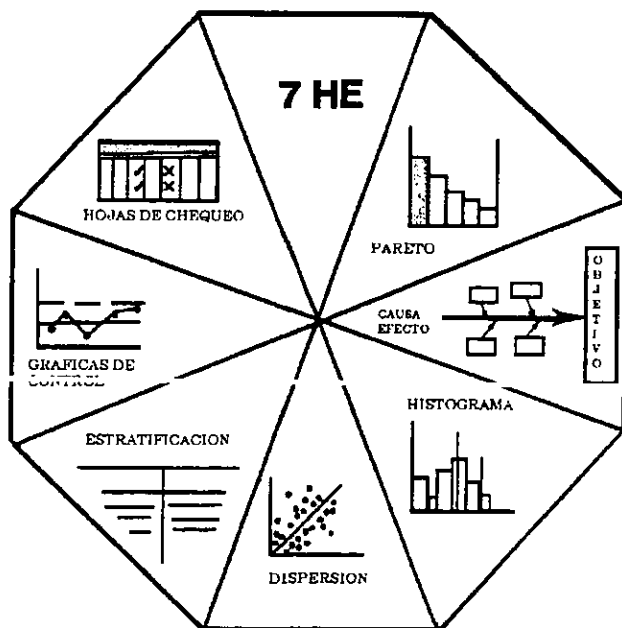 7 HE
HOJAS DE CHEQUEO
PARETO
CAUSA
EFECTO
OBJETIVO
GRAFICAS DE
CONTROL
HISTOGRAMA
ESTRATIFICACION
DISPERSION